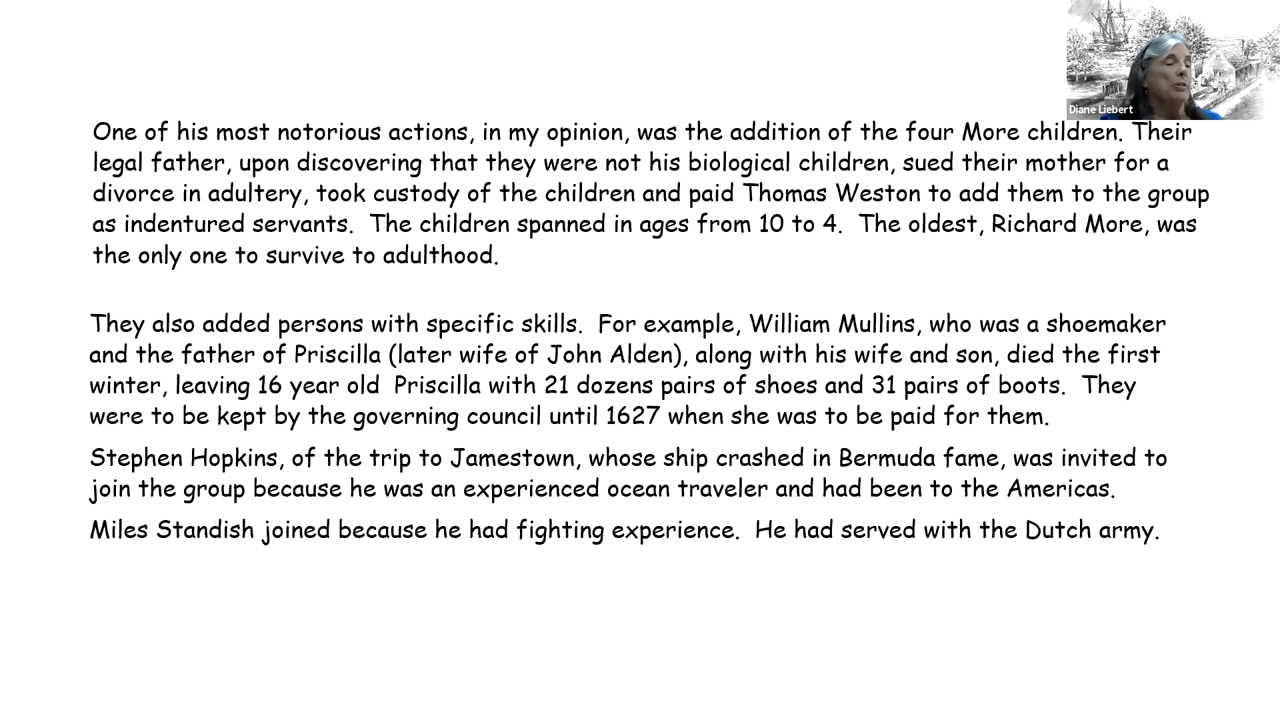 Diane Liebert
One of his most notorious actions, in my opinion, was the addition of the four More children. Their
legal father, upon discovering that they were not his biological children, sued their mother for a
divorce in adultery, took custody of the children and paid Thomas Weston to add them to the group
as indentured servants.  The children spanned in ages from 10 to 4.  The oldest, Richard More, was
the only one to survive to adulthood.
They also added persons with specific skills.  For example, William Mullins, who was a shoemaker
and the father of Priscilla (later wife of John Alden), along with his wife and son, died the first
winter, leaving 16 year old  Priscilla with 21 dozens pairs of shoes and 31 pairs of boots.  They
were to be kept by the governing council until 1627 when she was to be paid for them.
Stephen Hopkins, of the trip to Jamestown, whose ship crashed in Bermuda fame, was invited to
join the group because he was an experienced ocean traveler and had been to the Americas.
Miles Standish joined because he had fighting experience.  He had served with the Dutch army.